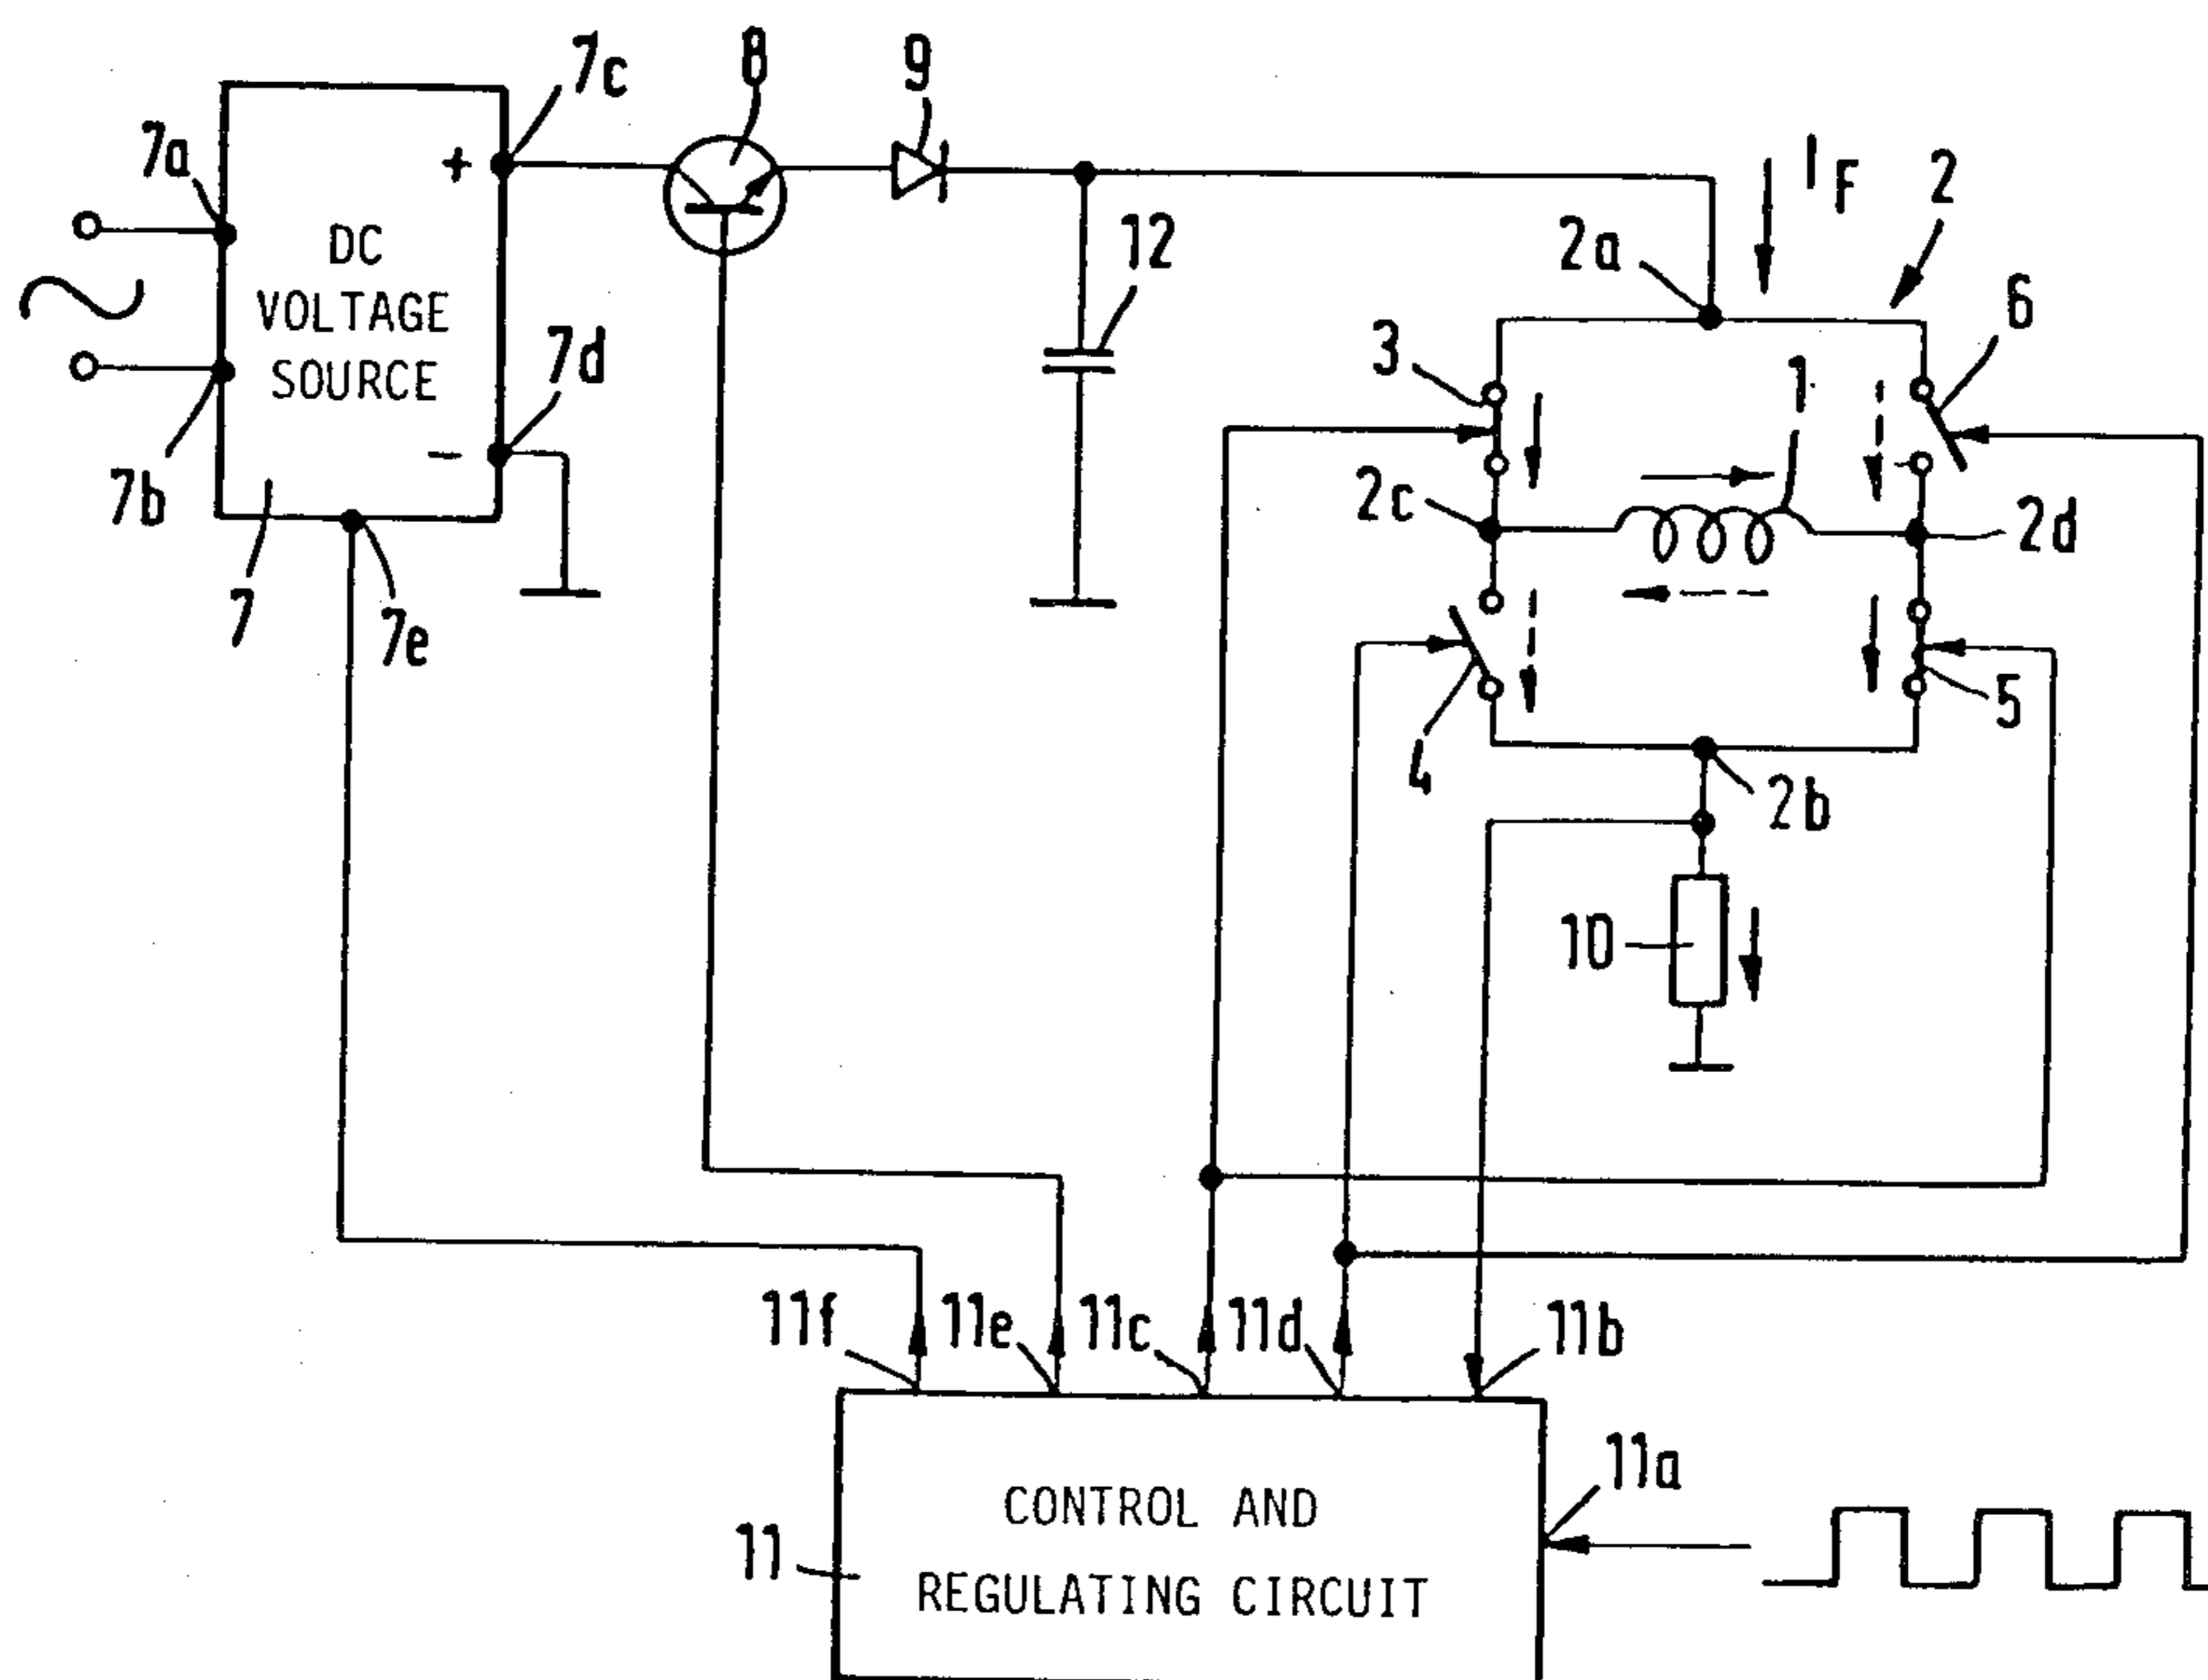 7c
8
9
7a
+
I F
2
DC
VOLTAGE
SOURCE
12
2a
6
3
1
7d
-
7b
2c
2d
7
7e
5
4
2b
10
11f
11e
11c
11d
11b
11a
CONTROL AND
REGULATING CIRCUIT
11